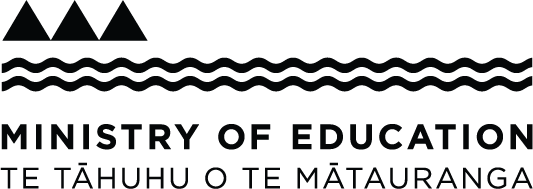 MINISTRY OF EDUCATION
TE TĀHUHU O TE MĀTAURANGA